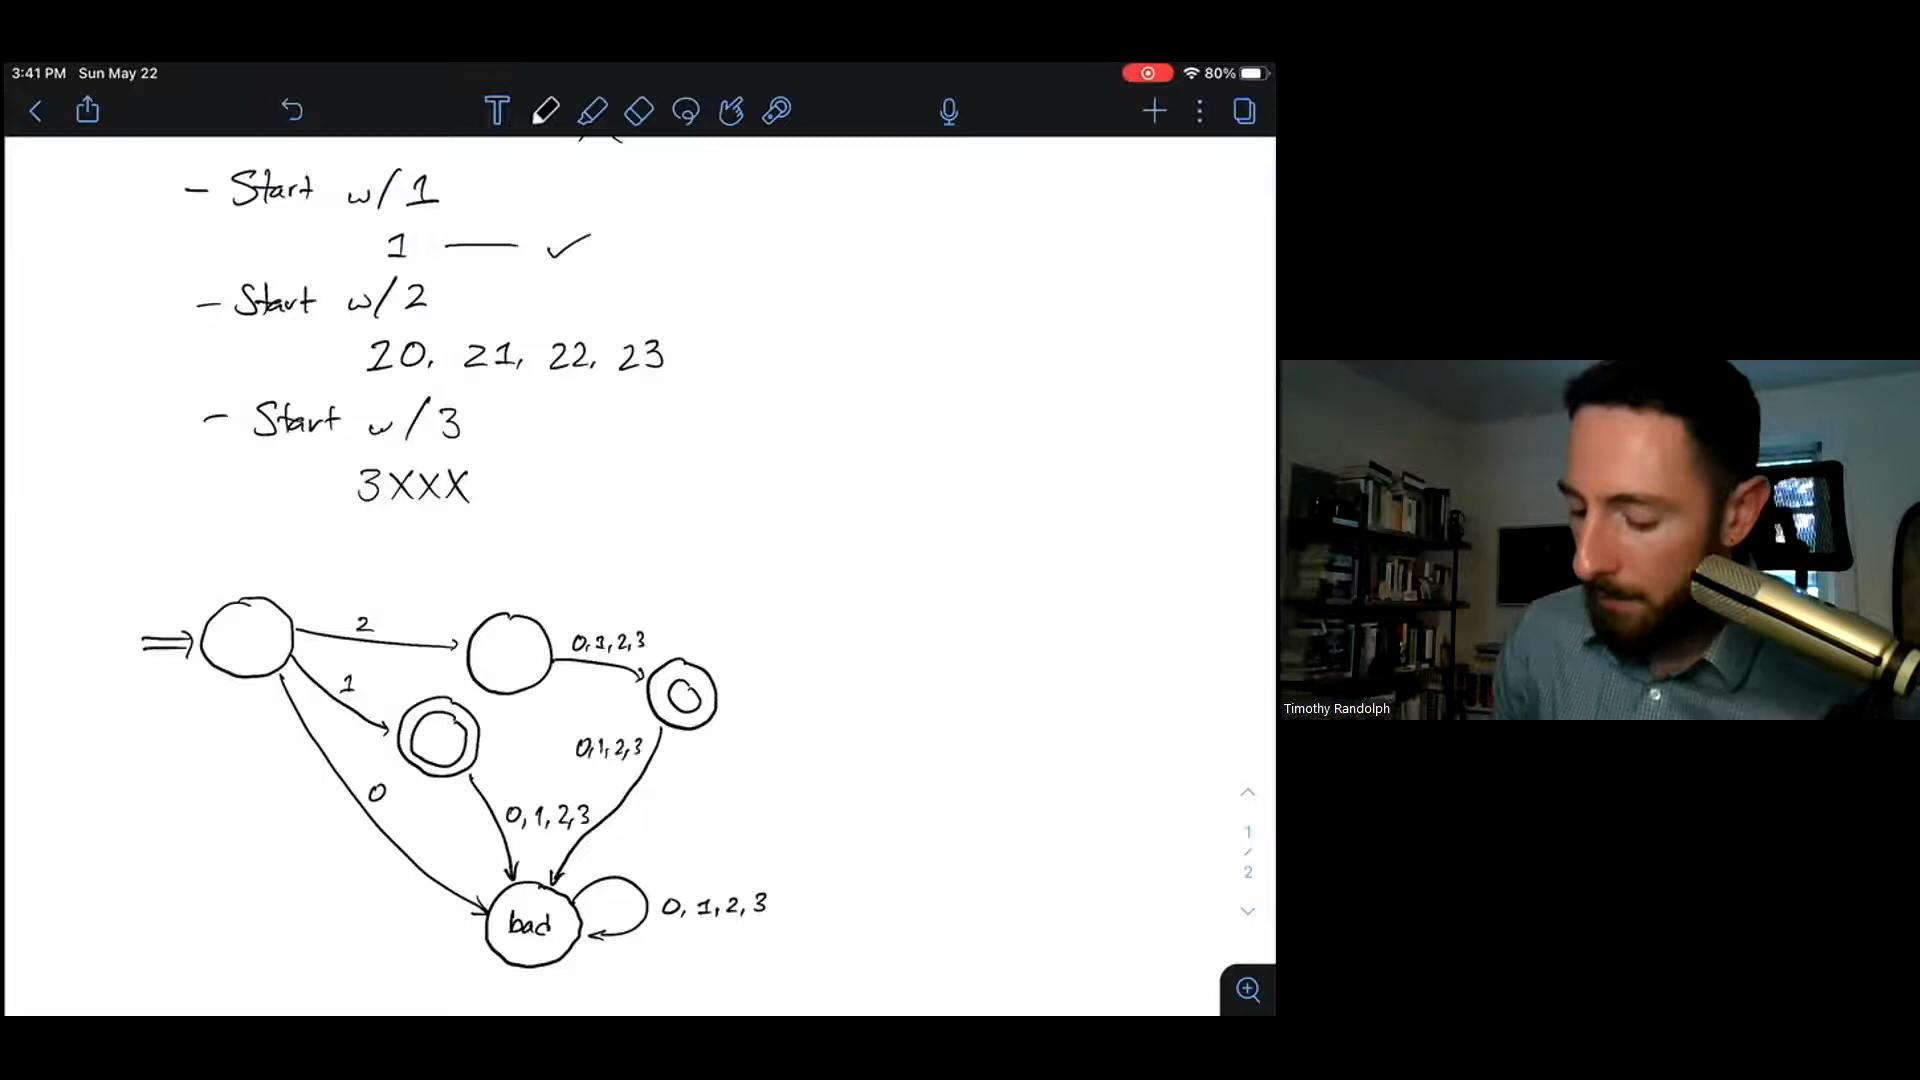 3:41 PM Sun May 22
80%
- Start w/ 1
1 —— ✓
- Start w/ 2
20, 21, 22, 23
- Start w/ 3
3XXX
2
0, 1, 2, 3
1
0, 1, 2, 3
0
0, 1, 2, 3
bad
0, 1, 2, 3
1
/
2
Timothy Randolph